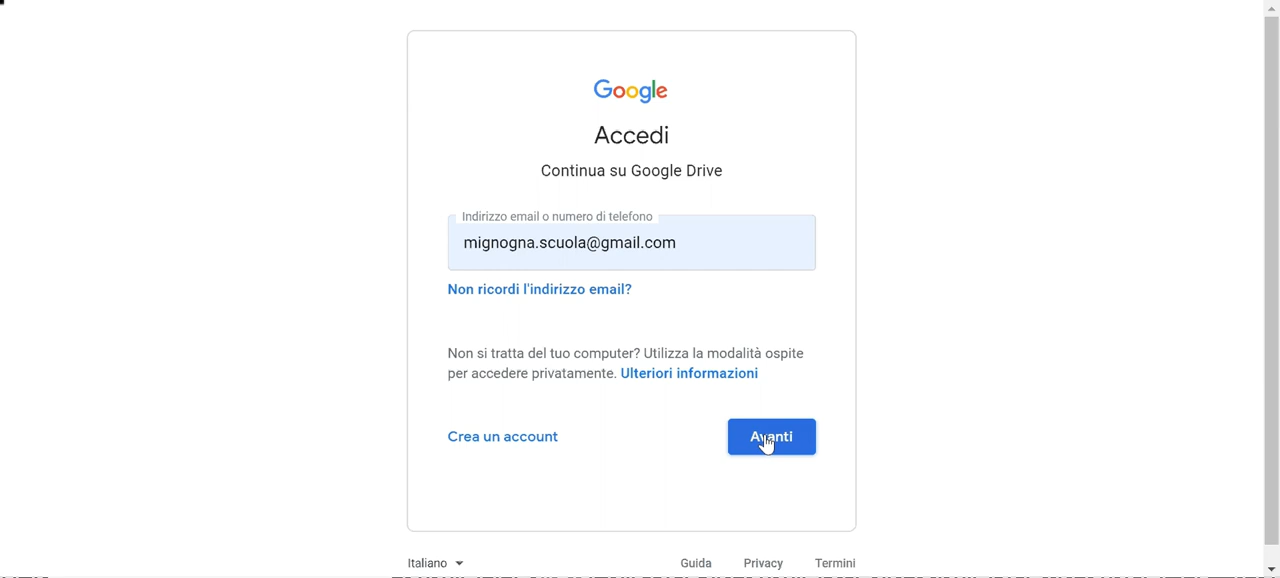 Google
Accedi
Continua su Google Drive
Indirizzo email o numero di telefono
mignogna.scuola@gmail.com
Non ricordi l'indirizzo email?
Non si tratta del tuo computer? Utilizza la modalità ospite
per accedere privatamente. Ulteriori informazioni
Crea un account
Avanti
Italiano
Guida
Privacy
Termini